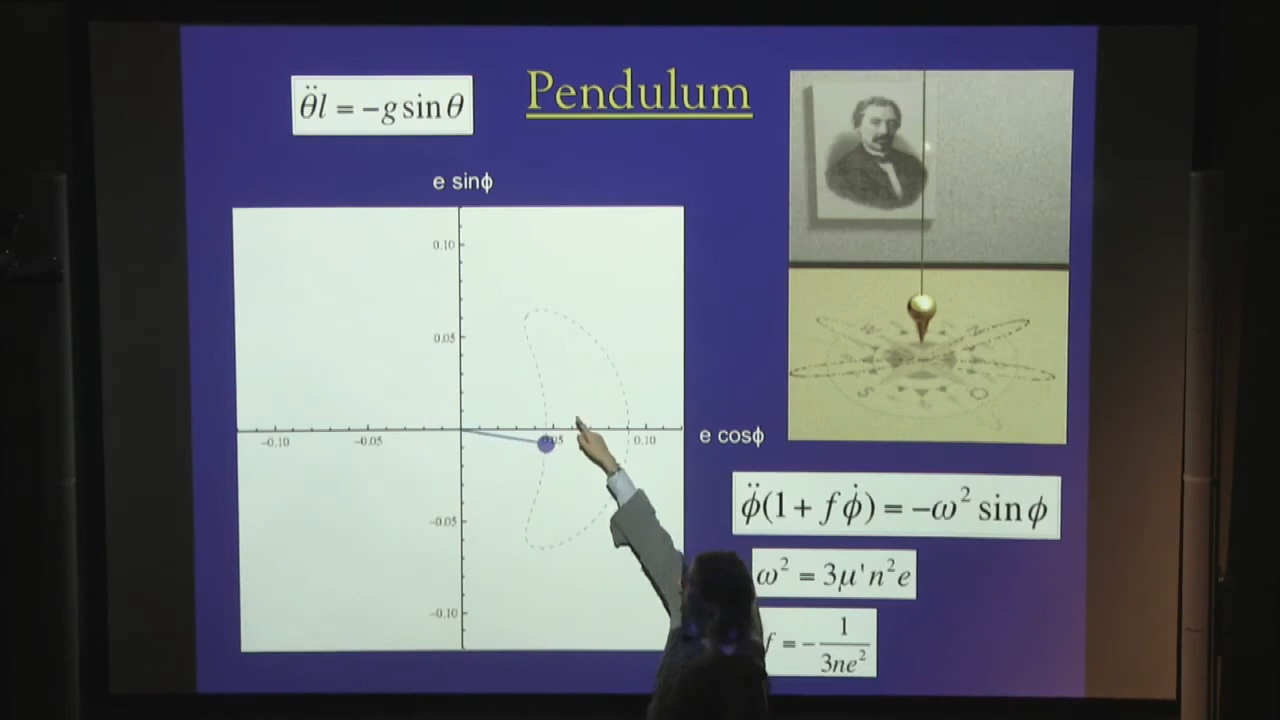 Pendulum
θ̈l = −g sin θ
e sinϕ
0.10
0.05
−0.10
−0.05
0.05
0.10
−0.05
−0.10
e cosϕ
N
S
O
ϕ̈(1 + fϕ̇) = −ω² sin ϕ
ω² = 3μ'n²e
f = − 1/3ne²